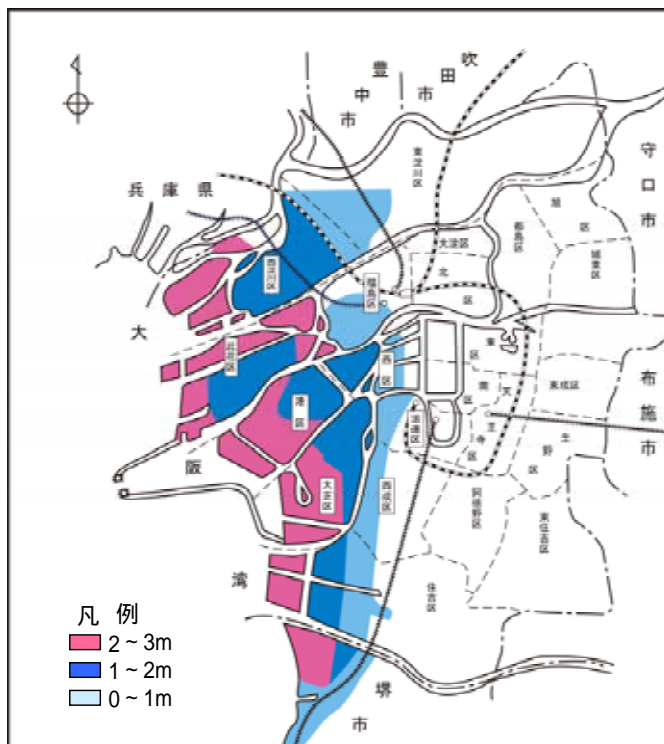 吹田市
豊中市
守口市
兵庫県
東淀川区
旭区
都島区
城東区
大淀区
北区
西淀川区
福島区
大
此花区
西区
東区
布施市
港区
南区
天王寺区
東成区
浪速区
生野区
阪
大正区
西成区
阿倍野区
東住吉区
住吉区
湾
堺市
凡 例
2~3m
1~2m
0~1m